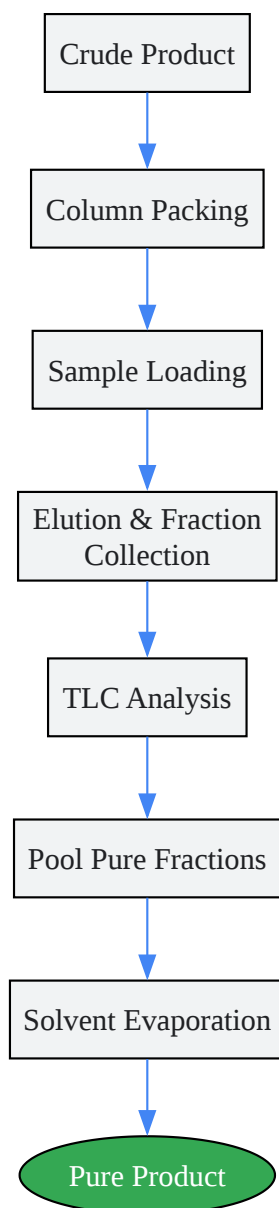 Crude Product
Column Packing
Sample Loading
Elution & Fraction
Collection
TLC Analysis
Pool Pure Fractions
Solvent Evaporation
Pure Product